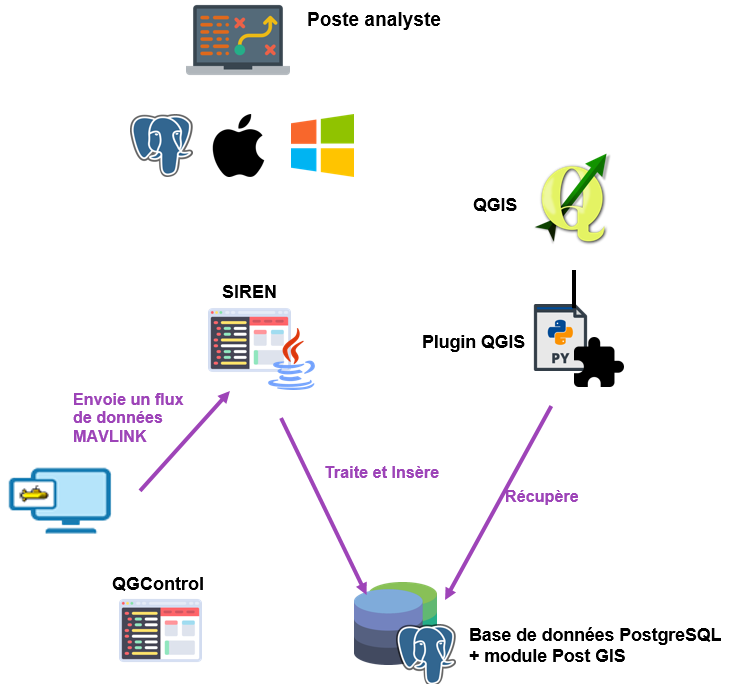 Poste analyste
QGIS
SIREN
Plugin QGIS
PY
Envoie un flux
de données
MAVLINK
Traite et Insère
Récupère
QGControl
Base de données PostgreSQL
+ module Post GIS